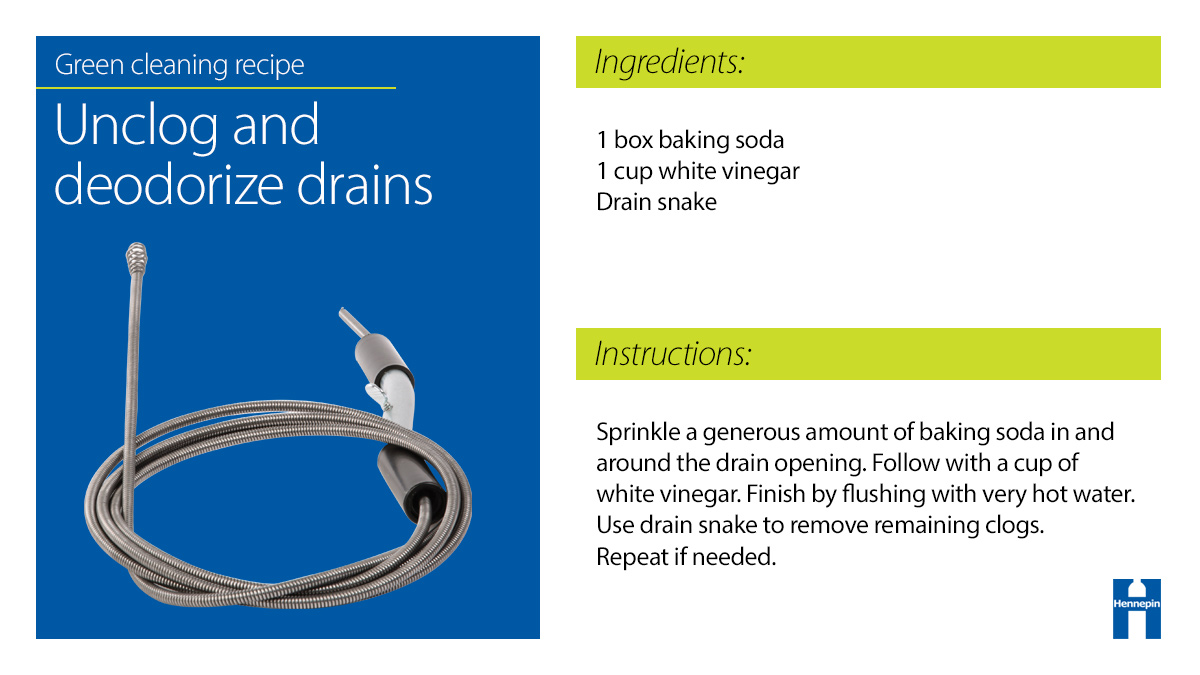 Green cleaning recipe
Unclog and
deodorize drains
Ingredients:
1 box baking soda
1 cup white vinegar
Drain snake
Instructions:
Sprinkle a generous amount of baking soda in and
around the drain opening. Follow with a cup of
white vinegar. Finish by flushing with very hot water.
Use drain snake to remove remaining clogs.
Repeat if needed.
Hennepin